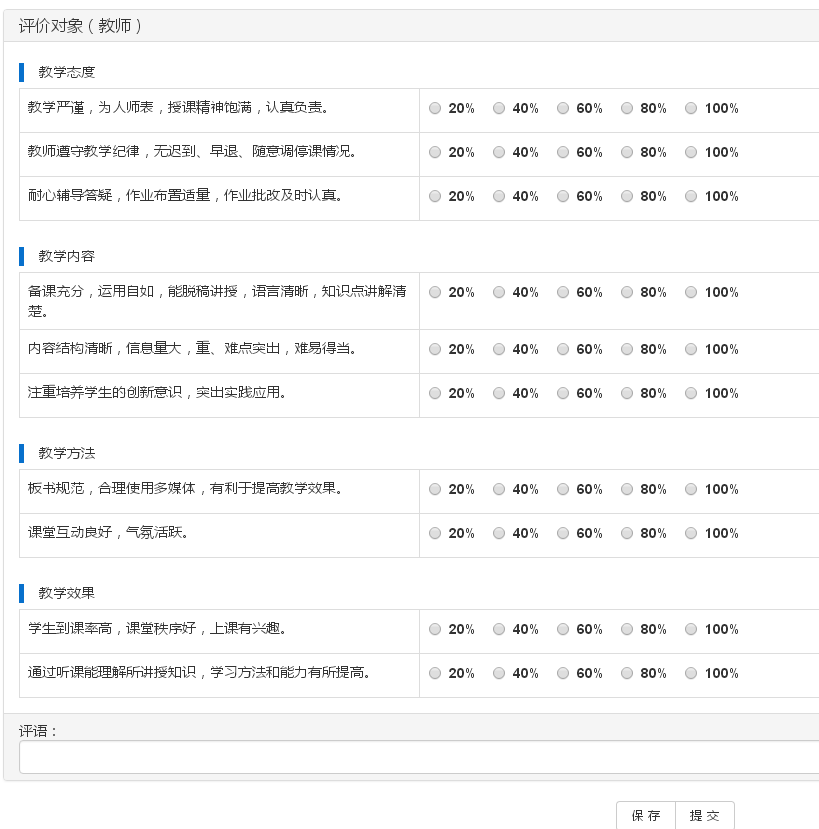 评价对象（教师）
教学态度
教学严谨，为人师表，授课精神饱满，认真负责。 20% 40% 60% 80% 100%
教师遵守教学纪律，无迟到、早退、随意调停课情况。 20% 40% 60% 80% 100%
耐心辅导答疑，作业布置适量，作业批改及时认真。 20% 40% 60% 80% 100%
教学内容
备课充分，运用自如，能脱稿讲授，语言清晰，知识点讲解清 20% 40% 60% 80% 100%
楚。
内容结构清晰，信息量大，重、难点突出，难易得当。 20% 40% 60% 80% 100%
注重培养学生的创新意识，突出实践应用。 20% 40% 60% 80% 100%
教学方法
板书规范，合理使用多媒体，有利于提高教学效果。 20% 40% 60% 80% 100%
课堂互动良好，气氛活跃。 20% 40% 60% 80% 100%
教学效果
学生到课率高，课堂秩序好，上课有兴趣。 20% 40% 60% 80% 100%
通过听课能理解所讲授知识，学习方法和能力有所提高。 20% 40% 60% 80% 100%
评语：
保存 提交